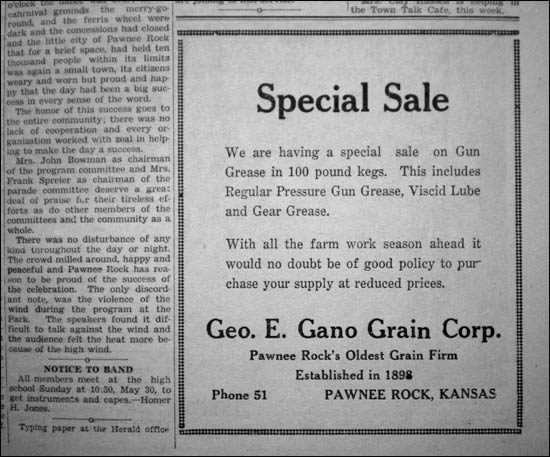 o'clock the dance
grounds the merry-go-
round, and the ferris wheel were
dark and the concessions had closed
and the little city of Pawnee Rock
that for a brief space, had held ten
thousand people within its limits
was again a small town, its citizens
weary and worn but proud and hap-
py that the day had been a big suc-
cess in every sense of the word.
The honor of this success goes to
the entire community; there was no
lack of cooperation and every or-
ganization worked with zeal in help-
ing to make the day a success.
Mrs. John Bowman as chairman
of the program committee and Mrs.
Frank Spreier as chairman of the
parade committee deserve a great
deal of praise for their tireless ef-
forts as do other members of the
committees and the community as a
whole.
There was no disturbance of any
kind throughout the day or night.
The crowd milled around, happy and
peaceful and Pawnee Rock has rea-
son to be proud of the success of
the celebration. The only discord-
ant note, was the violence of the
wind during the program at the
Park. The speakers found it dif-
ficult to talk against the wind and
the audience felt the heat more be-
cause of the high wind.
NOTICE TO BAND
All members meet at the high
school Sunday at 10:30, May 30, to
get instruments and capes.—Homer
H. Jones.
Typing paper at the Herald office
in this service.
is helping in
the Town Talk Cafe, this week.
Special Sale
We are having a special sale on Gun
Grease in 100 pound kegs. This includes
Regular Pressure Gun Grease, Viscid Lube
and Gear Grease.
With all the farm work season ahead it
would no doubt be of good policy to pur-
chase your supply at reduced prices.
Geo. E. Gano Grain Corp.
Pawnee Rock's Oldest Grain Firm
Established in 1898
Phone 51 PAWNEE ROCK, KANSAS